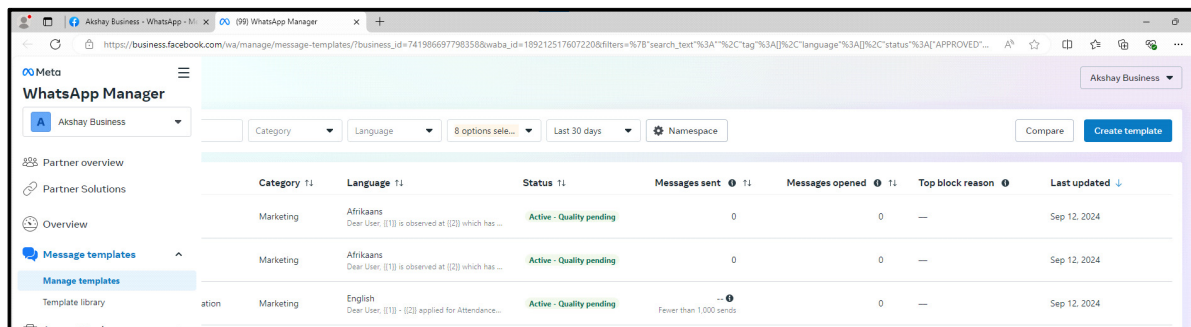 Akshay Business - WhatsApp - M
(99) WhatsApp Manager
https://business.facebook.com/wa/manage/message-templates/?business_id=741986697798358&waba_id=189212517607220&filters=%7B"search_text"%3A""%2C"tag"%3A[]%2C"language"%3A[]%2C"status"%3A["APPROVED"...
Meta
WhatsApp Manager
A Akshay Business
Akshay Business
Category Language 8 options sele... Last 30 days Namespace Compare Create template
Partner overview
Partner Solutions
Overview
Message templates
Manage templates
Template library
Category Language Status Messages sent Messages opened Top block reason Last updated
Marketing Afrikaans Active - Quality pending 0 0 — Sep 12, 2024
Dear User, {{1}} is observed at {{2}} which has ...
Marketing Afrikaans Active - Quality pending 0 0 — Sep 12, 2024
Dear User, {{1}} is observed at {{2}} which has ...
ation Marketing English Active - Quality pending -- 0 — Sep 12, 2024
Dear User, {{1}} - {{2}} applied for Attendance... Fewer than 1,000 sends